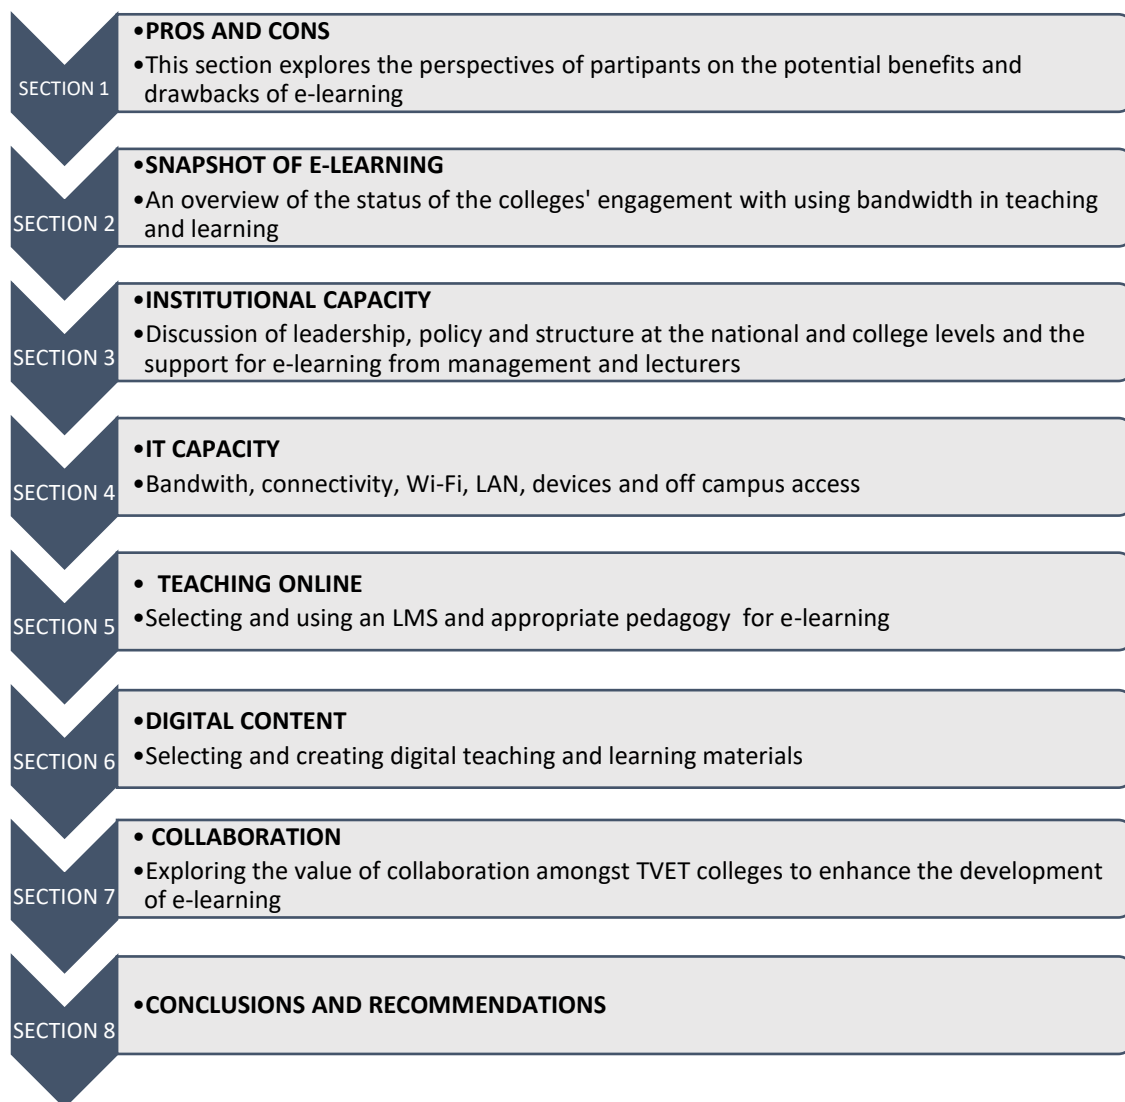 SECTION 1
•PROS AND CONS
•This section explores the perspectives of partipants on the potential benefits and
drawbacks of e-learning
SECTION 2
•SNAPSHOT OF E-LEARNING
•An overview of the status of the colleges' engagement with using bandwidth in teaching
and learning
SECTION 3
•INSTITUTIONAL CAPACITY
•Discussion of leadership, policy and structure at the national and college levels and the
support for e-learning from management and lecturers
SECTION 4
•IT CAPACITY
•Bandwith, connectivity, Wi-Fi, LAN, devices and off campus access
SECTION 5
• TEACHING ONLINE
•Selecting and using an LMS and appropriate pedagogy for e-learning
SECTION 6
•DIGITAL CONTENT
•Selecting and creating digital teaching and learning materials
SECTION 7
• COLLABORATION
•Exploring the value of collaboration amongst TVET colleges to enhance the development
of e-learning
SECTION 8
•CONCLUSIONS AND RECOMMENDATIONS